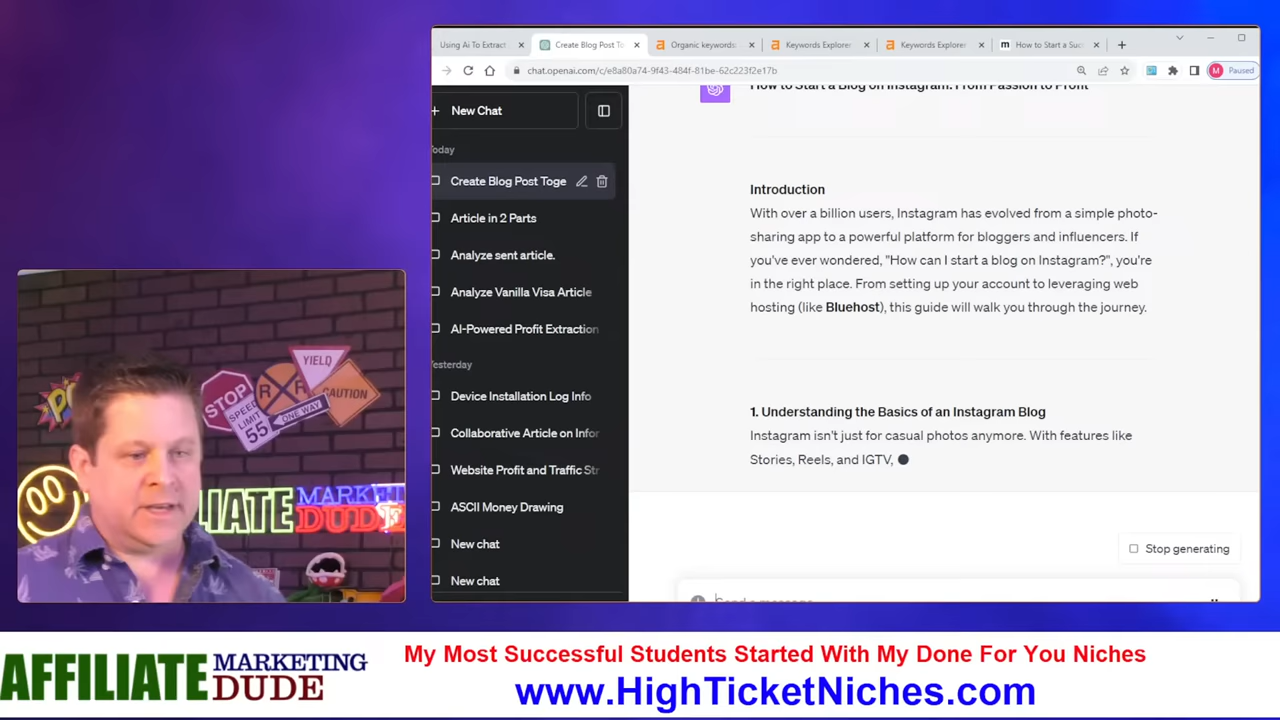 Using Ai To Extract
Create Blog Post To
Organic keywords
Keywords Explorer
Keywords Explorer
How to Start a Suc
chat.openai.com/c/e8a80a74-9f43-484f-81be-62c223f2e17b
M Paused
+ New Chat
Today
Create Blog Post Toge
Article in 2 Parts
Analyze sent article.
Analyze Vanilla Visa Article
AI-Powered Profit Extraction
Yesterday
Device Installation Log Info
Collaborative Article on Infor
Website Profit and Traffic Str
ASCII Money Drawing
New chat
New chat
How to Start a Blog on Instagram: From Passion to Profit
Introduction
With over a billion users, Instagram has evolved from a simple photo-
sharing app to a powerful platform for bloggers and influencers. If
you've ever wondered, "How can I start a blog on Instagram?", you're
in the right place. From setting up your account to leveraging web
hosting (like Bluehost), this guide will walk you through the journey.
1. Understanding the Basics of an Instagram Blog
Instagram isn't just for casual photos anymore. With features like
Stories, Reels, and IGTV,
Stop generating
Send a message
YIELD
STOP
R R
CAUTION
SPEED
LIMIT
55
ONE WAY
LIATE
MARKET
DUDE
AFFILIATE MARKETING
DUDE
My Most Successful Students Started With My Done For You Niches
www.HighTicketNiches.com